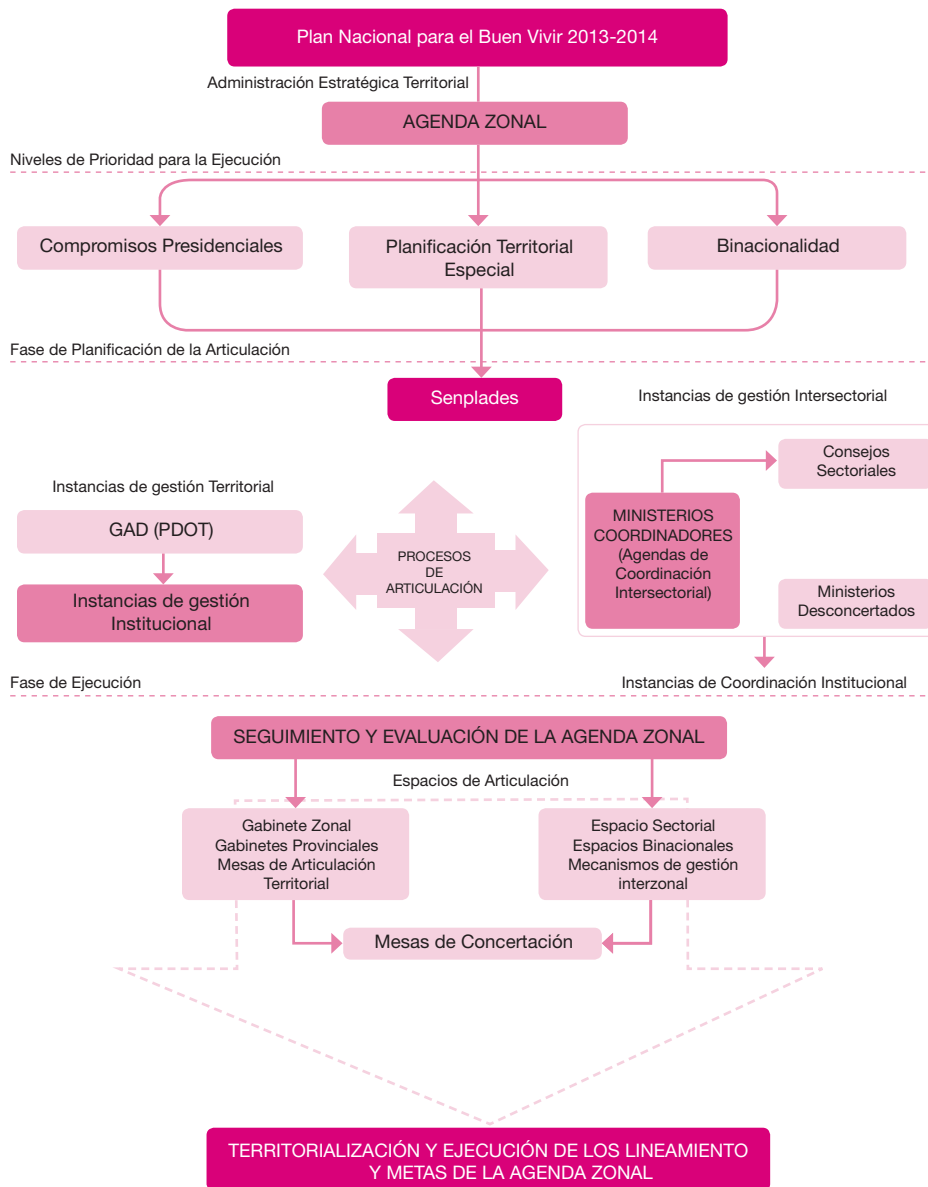 Plan Nacional para el Buen Vivir 2013-2014
Administración Estratégica Territorial
AGENDA ZONAL
Niveles de Prioridad para la Ejecución
Compromisos Presidenciales
Planificación Territorial
Especial
Binacionalidad
Fase de Planificación de la Articulación
Senplades
Instancias de gestión Intersectorial
Consejos
Sectoriales
Instancias de gestión Territorial
GAD (PDOT)
Instancias de gestión
Institucional
PROCESOS
DE
ARTICULACIÓN
MINISTERIOS
COORDINADORES
(Agendas de
Coordinación
Intersectorial)
Ministerios
Desconcertados
Fase de Ejecución
Instancias de Coordinación Institucional
SEGUIMIENTO Y EVALUACIÓN DE LA AGENDA ZONAL
Espacios de Articulación
Gabinete Zonal
Gabinetes Provinciales
Mesas de Articulación
Territorial
Espacio Sectorial
Espacios Binacionales
Mecanismos de gestión
interzonal
Mesas de Concertación
TERRITORIALIZACIÓN Y EJECUCIÓN DE LOS LINEAMIENTO
Y METAS DE LA AGENDA ZONAL